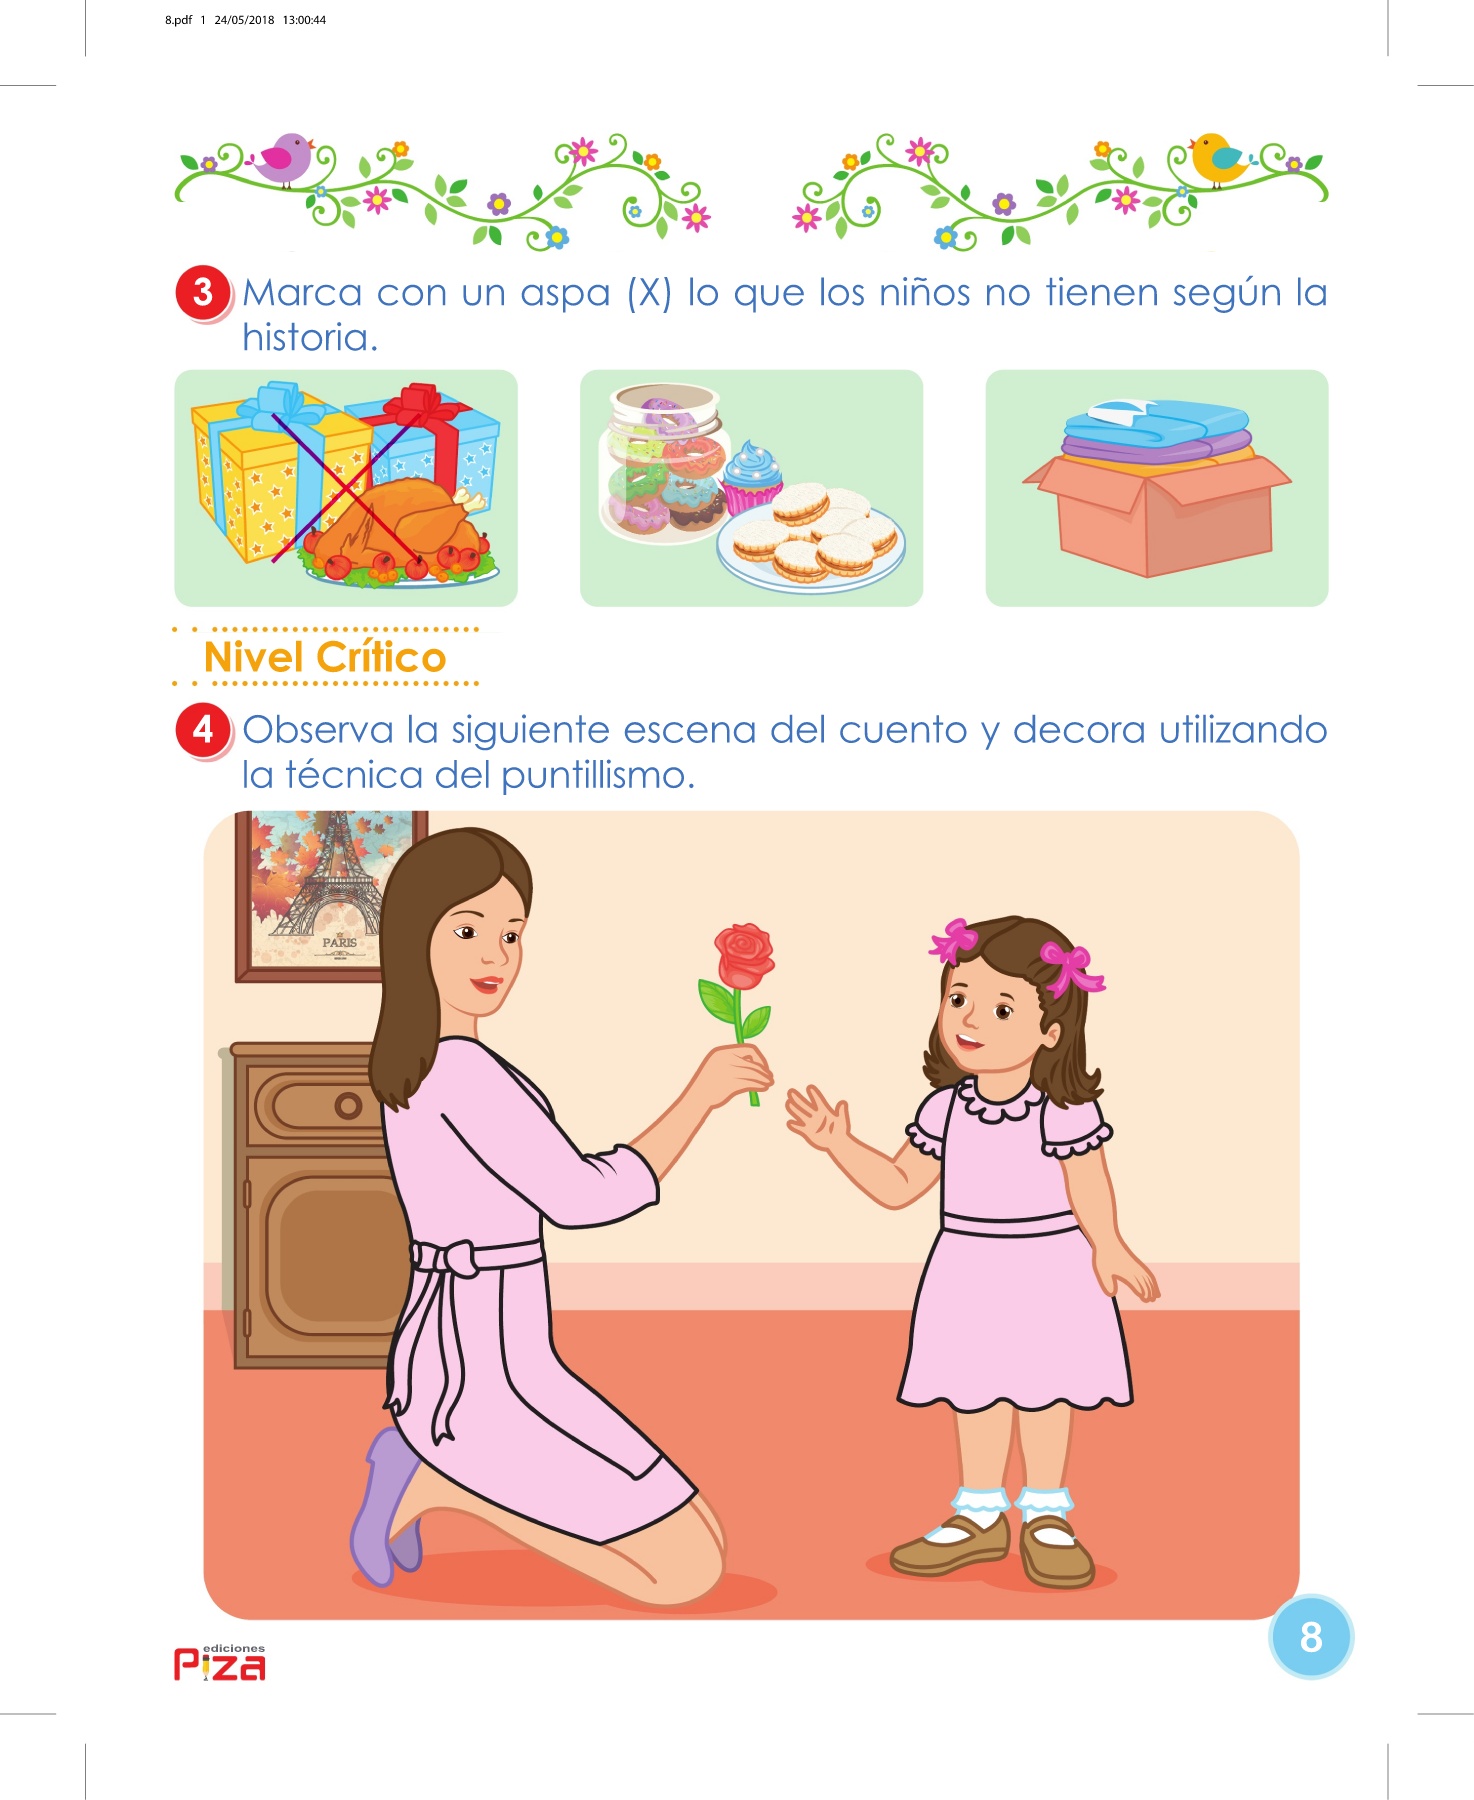 8.pdf 1 24/05/2018 13:00:44
3 Marca con un aspa (X) lo que los niños no tienen según la
historia.
Nivel Crítico
4 Observa la siguiente escena del cuento y decora utilizando
la técnica del puntillismo.
PARIS
ediciones
Piza
8